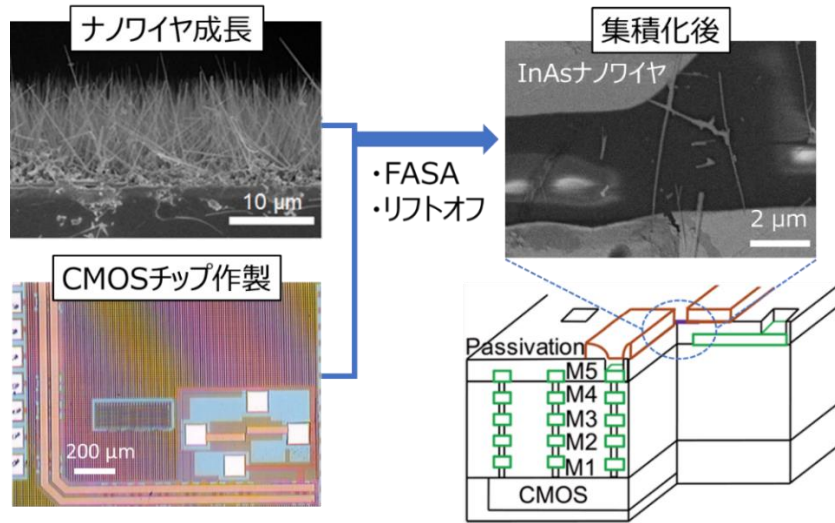 ナノワイヤ成長
10 μm
CMOSチップ作製
200 μm
・FASA
・リフトオフ
集積化後
InAsナノワイヤ
2 μm
Passivation
M5
M4
M3
M2
M1
CMOS